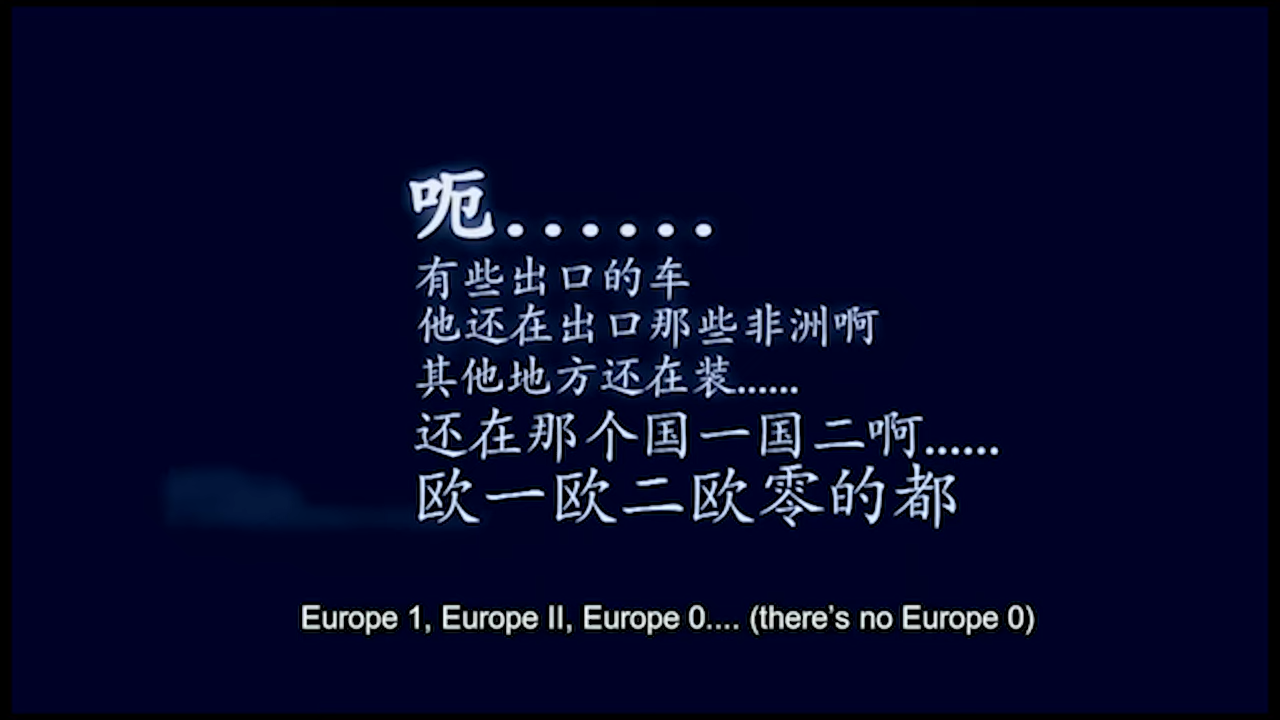 呃......
有些出口的车
他还在出口那些非洲啊
其他地方还在装......
还在那个国一国二啊......
欧一欧二欧零的都
Europe 1, Europe II, Europe 0.... (there's no Europe 0)